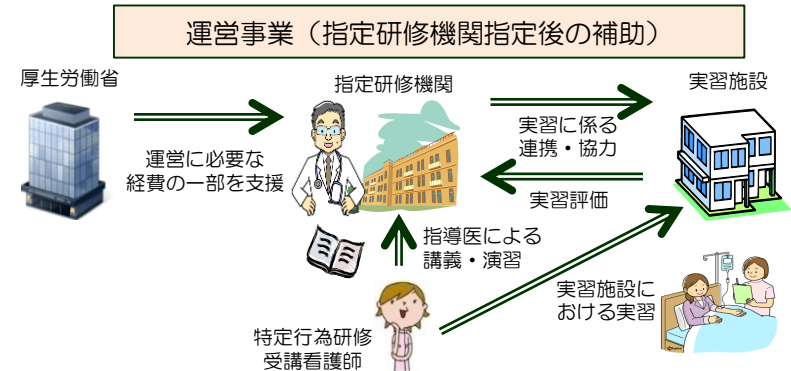 運営事業（指定研修機関指定後の補助）
厚生労働省
指定研修機関
実習施設
運営に必要な
経費の一部を支援
実習に係る
連携・協力
実習評価
指導医による
講義・演習
実習施設に
おける実習
特定行為研修
受講看護師